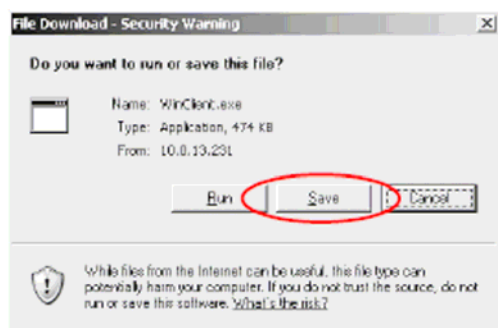 File Download - Security Warning
Do you want to run or save this file?
Name: WinClient.exe
Type: Application, 474 KB
From: 10.0.13.231
Run Save Cancel
While files from the Internet can be useful, this file type can
potentially harm your computer. If you do not trust the source, do not
run or save this software. What's the risk?